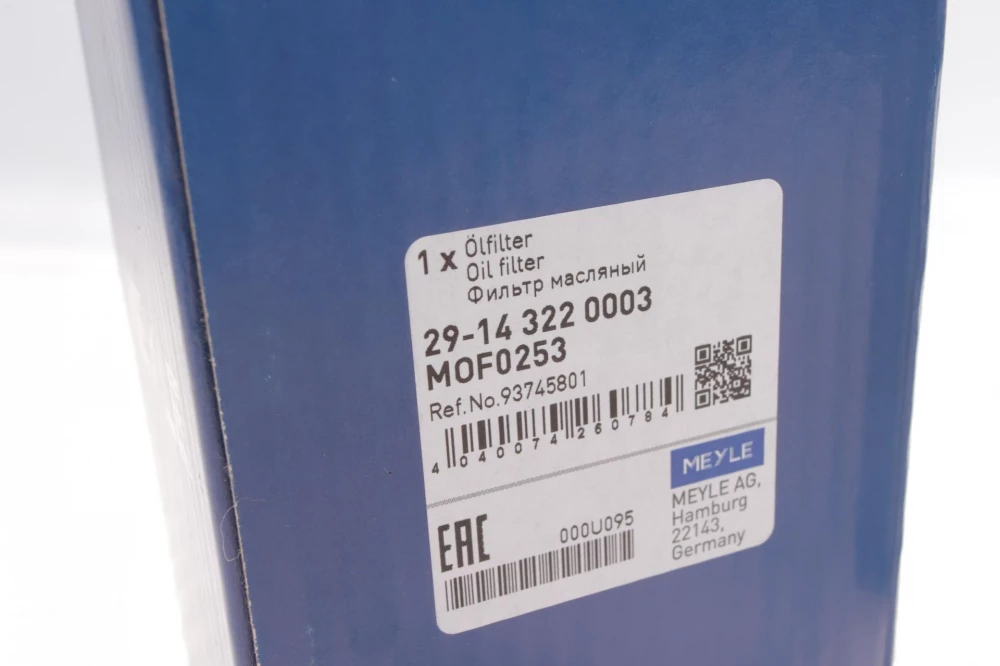 1 x Ölfilter
Oil filter
Фильтр масляный
29-14 322 0003
MOF0253
Ref.No.93745801
4 040074 260784
MEYLE
MEYLE AG,
Hamburg
22143,
Germany
EAC
000U095